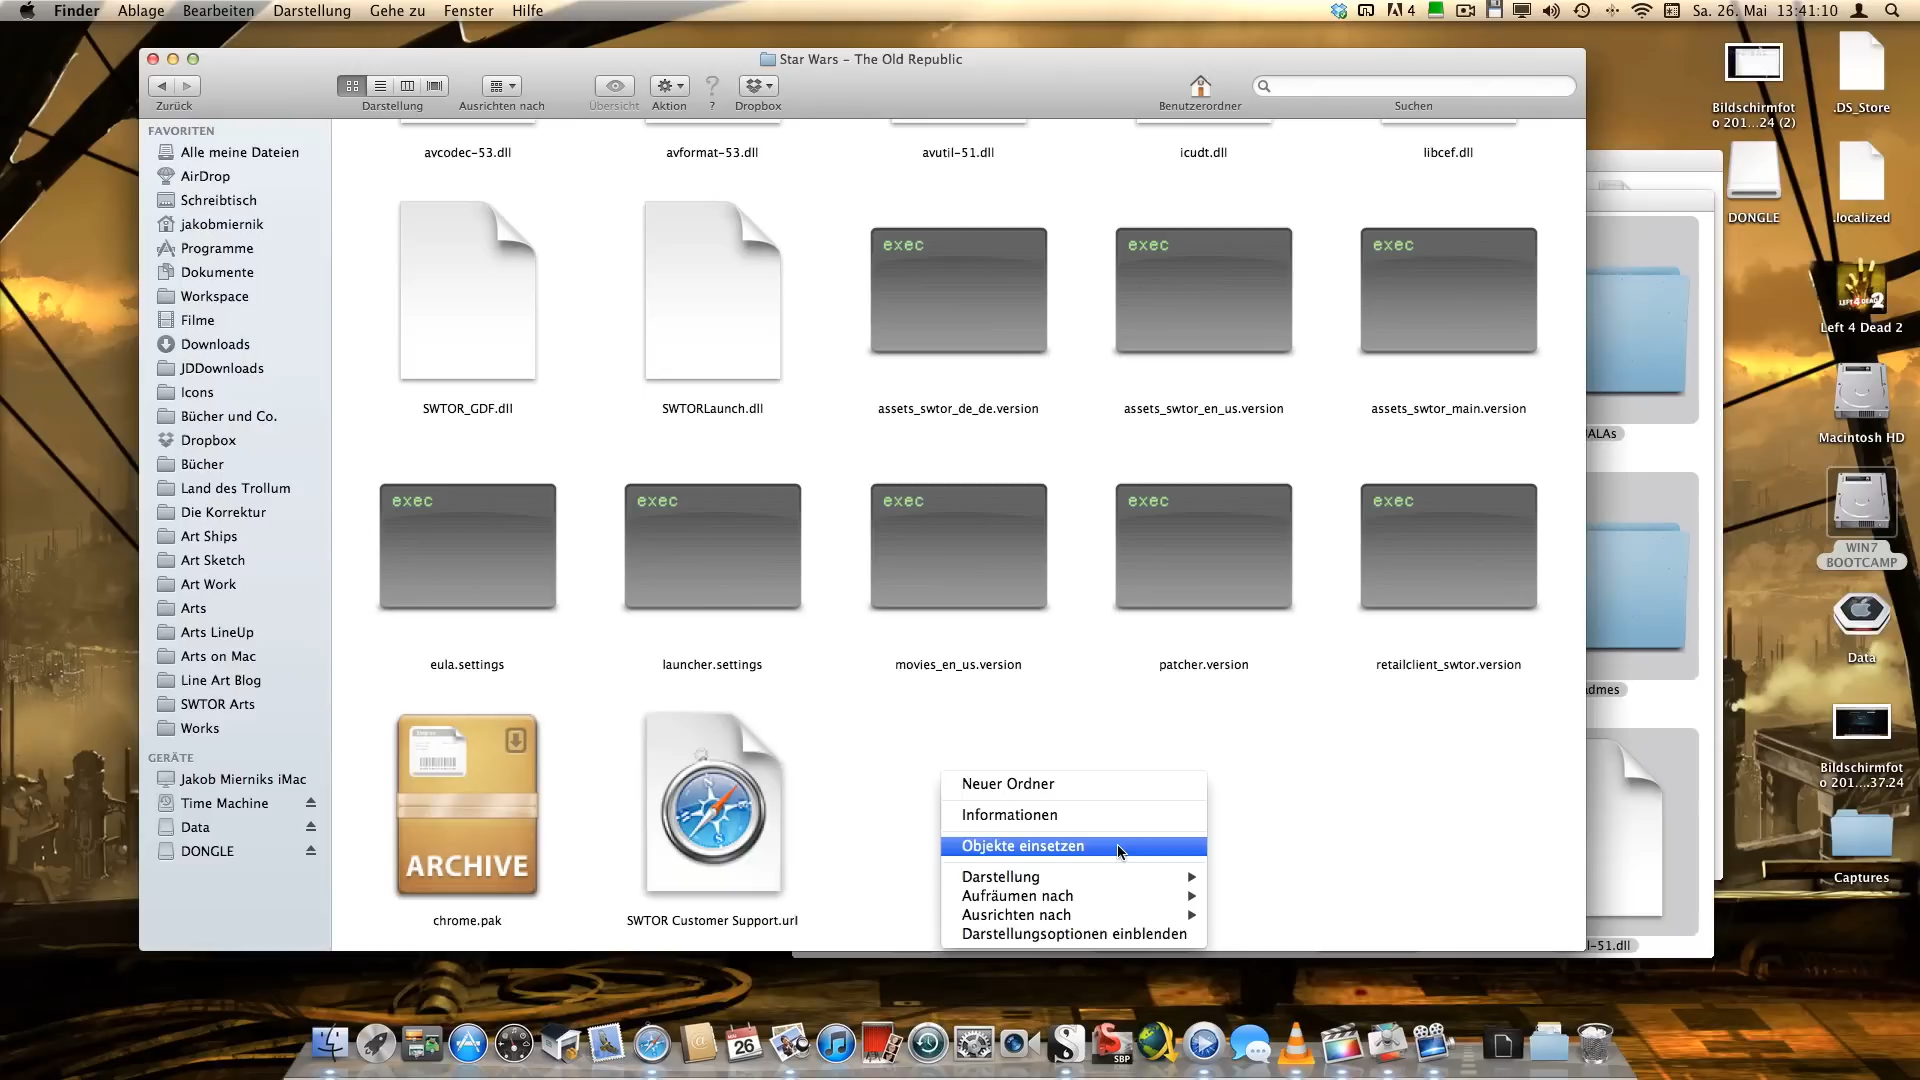 Finder Ablage Bearbeiten Darstellung Gehe zu Fenster Hilfe
4 Sa. 26. Mai 13:41:10
Star Wars – The Old Republic
Zurück Darstellung Ausrichten nach Übersicht Aktion ? Dropbox Benutzerordner Suchen
FAVORITEN
Alle meine Dateien
AirDrop
Schreibtisch
jakobmiernik
Programme
Dokumente
Workspace
Filme
Downloads
JDDownloads
Icons
Bücher und Co.
Dropbox
Bücher
Land des Trollum
Die Korrektur
Art Ships
Art Sketch
Art Work
Arts
Arts LineUp
Arts on Mac
Line Art Blog
SWTOR Arts
Works
GERÄTE
Jakob Mierniks iMac
Time Machine
Data
DONGLE
avcodec-53.dll avformat-53.dll avutil-51.dll icudt.dll libcef.dll
exec exec exec
SWTOR_GDF.dll SWTORLaunch.dll assets_swtor_de_de.version assets_swtor_en_us.version assets_swtor_main.version
exec exec exec exec exec
eula.settings launcher.settings movies_en_us.version patcher.version retailclient_swtor.version
ARCHIVE
chrome.pak SWTOR Customer Support.url
Neuer Ordner
Informationen
Objekte einsetzen
Darstellung
Aufräumen nach
Ausrichten nach
Darstellungsoptionen einblenden
JALAs
admes
l-51.dll
Bildschirmfot
o 201...24 (2)
.DS_Store
DONGLE
.localized
LEFT 4 DEAD 2
Left 4 Dead 2
Macintosh HD
WIN7
BOOTCAMP
Data
Bildschirmfot
o 201....37.24
Captures
26
SBP